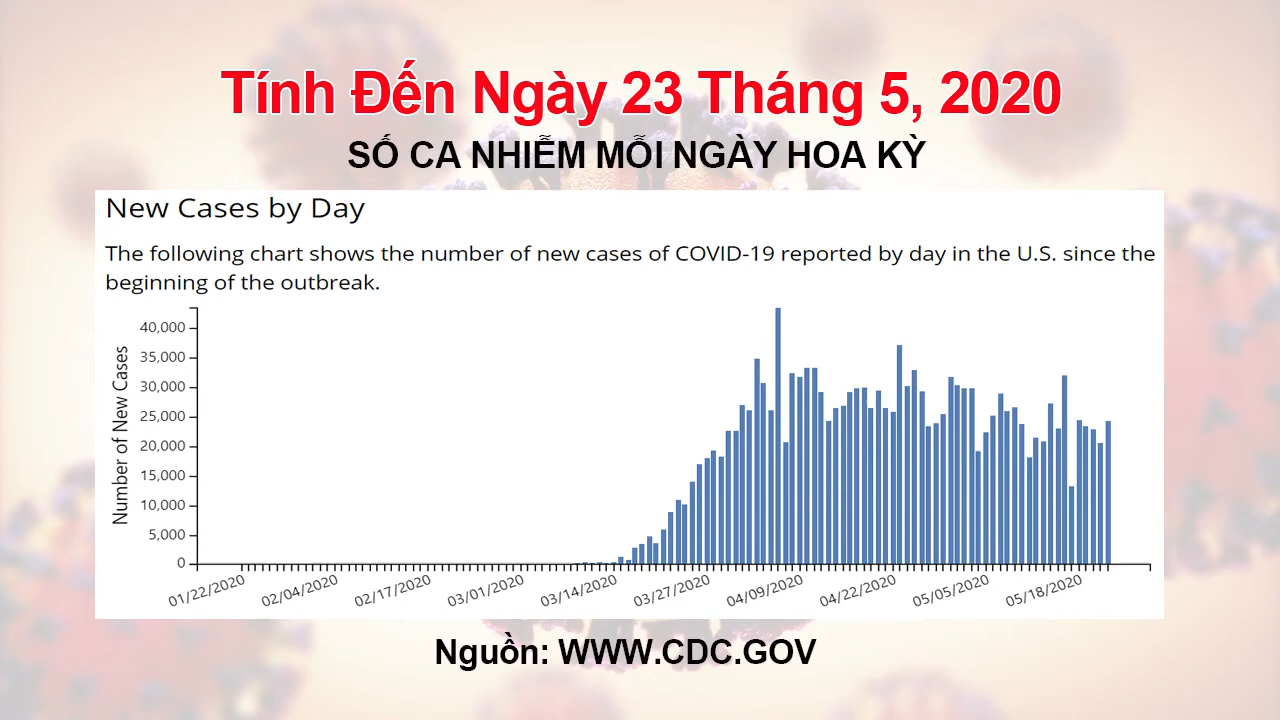 Tính Đến Ngày 23 Tháng 5, 2020
SỐ CA NHIỄM MỖI NGÀY HOA KỲ
New Cases by Day
The following chart shows the number of new cases of COVID-19 reported by day in the U.S. since the
beginning of the outbreak.
Number of New Cases
40,000
35,000
30,000
25,000
20,000
15,000
10,000
5,000
0
01/22/2020 02/04/2020 02/17/2020 03/01/2020 03/14/2020 03/27/2020 04/09/2020 04/22/2020 05/05/2020 05/18/2020
Nguồn: WWW.CDC.GOV